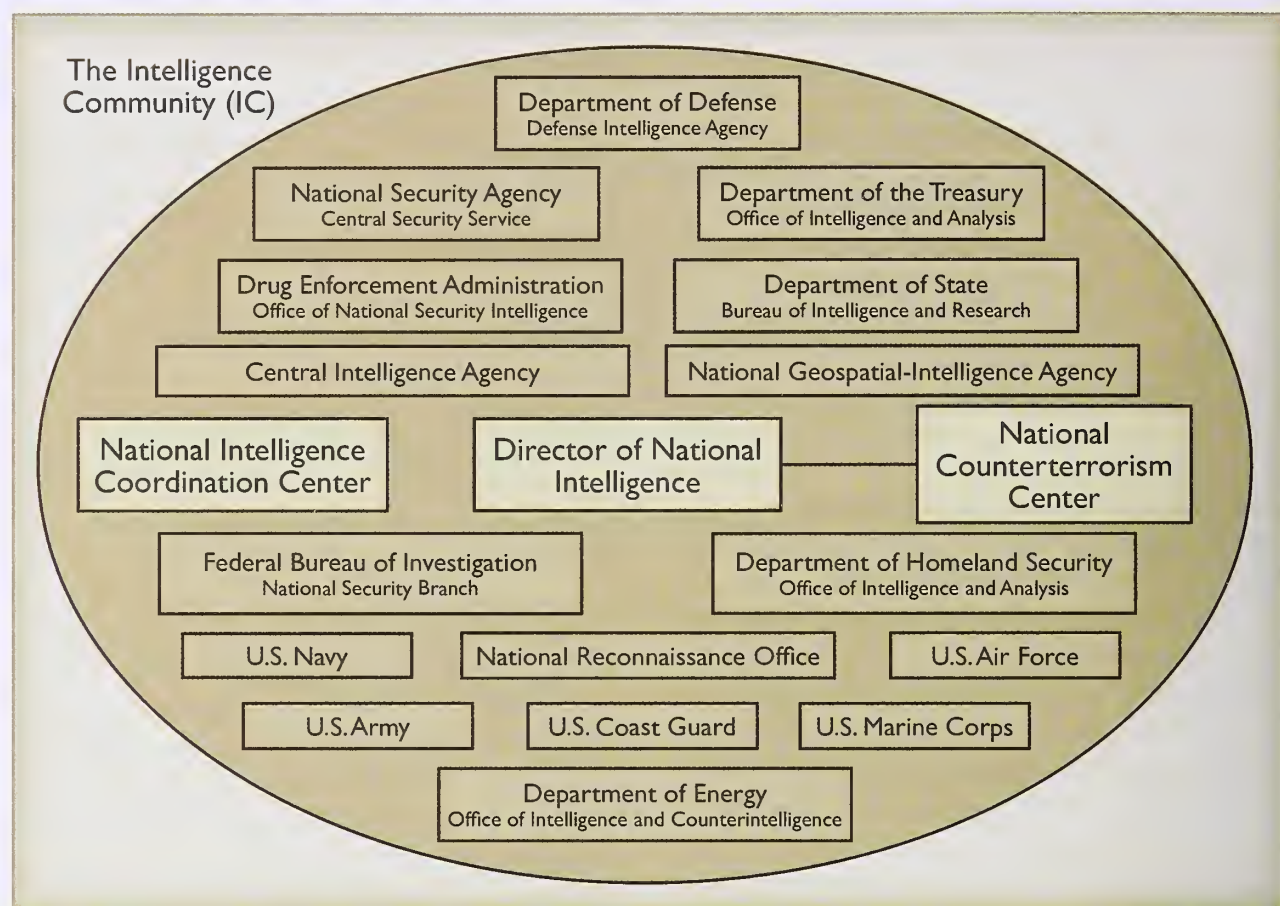 The Intelligence
Community (IC)
Department of Defense
Defense Intelligence Agency
National Security Agency
Central Security Service
Department of the Treasury
Office of Intelligence and Analysis
Drug Enforcement Administration
Office of National Security Intelligence
Department of State
Bureau of Intelligence and Research
Central Intelligence Agency
National Geospatial-Intelligence Agency
National Intelligence
Coordination Center
Director of National
Intelligence
National
Counterterrorism
Center
Federal Bureau of Investigation
National Security Branch
Department of Homeland Security
Office of Intelligence and Analysis
U.S. Navy
National Reconnaissance Office
U.S. Air Force
U.S. Army
U.S. Coast Guard
U.S. Marine Corps
Department of Energy
Office of Intelligence and Counterintelligence